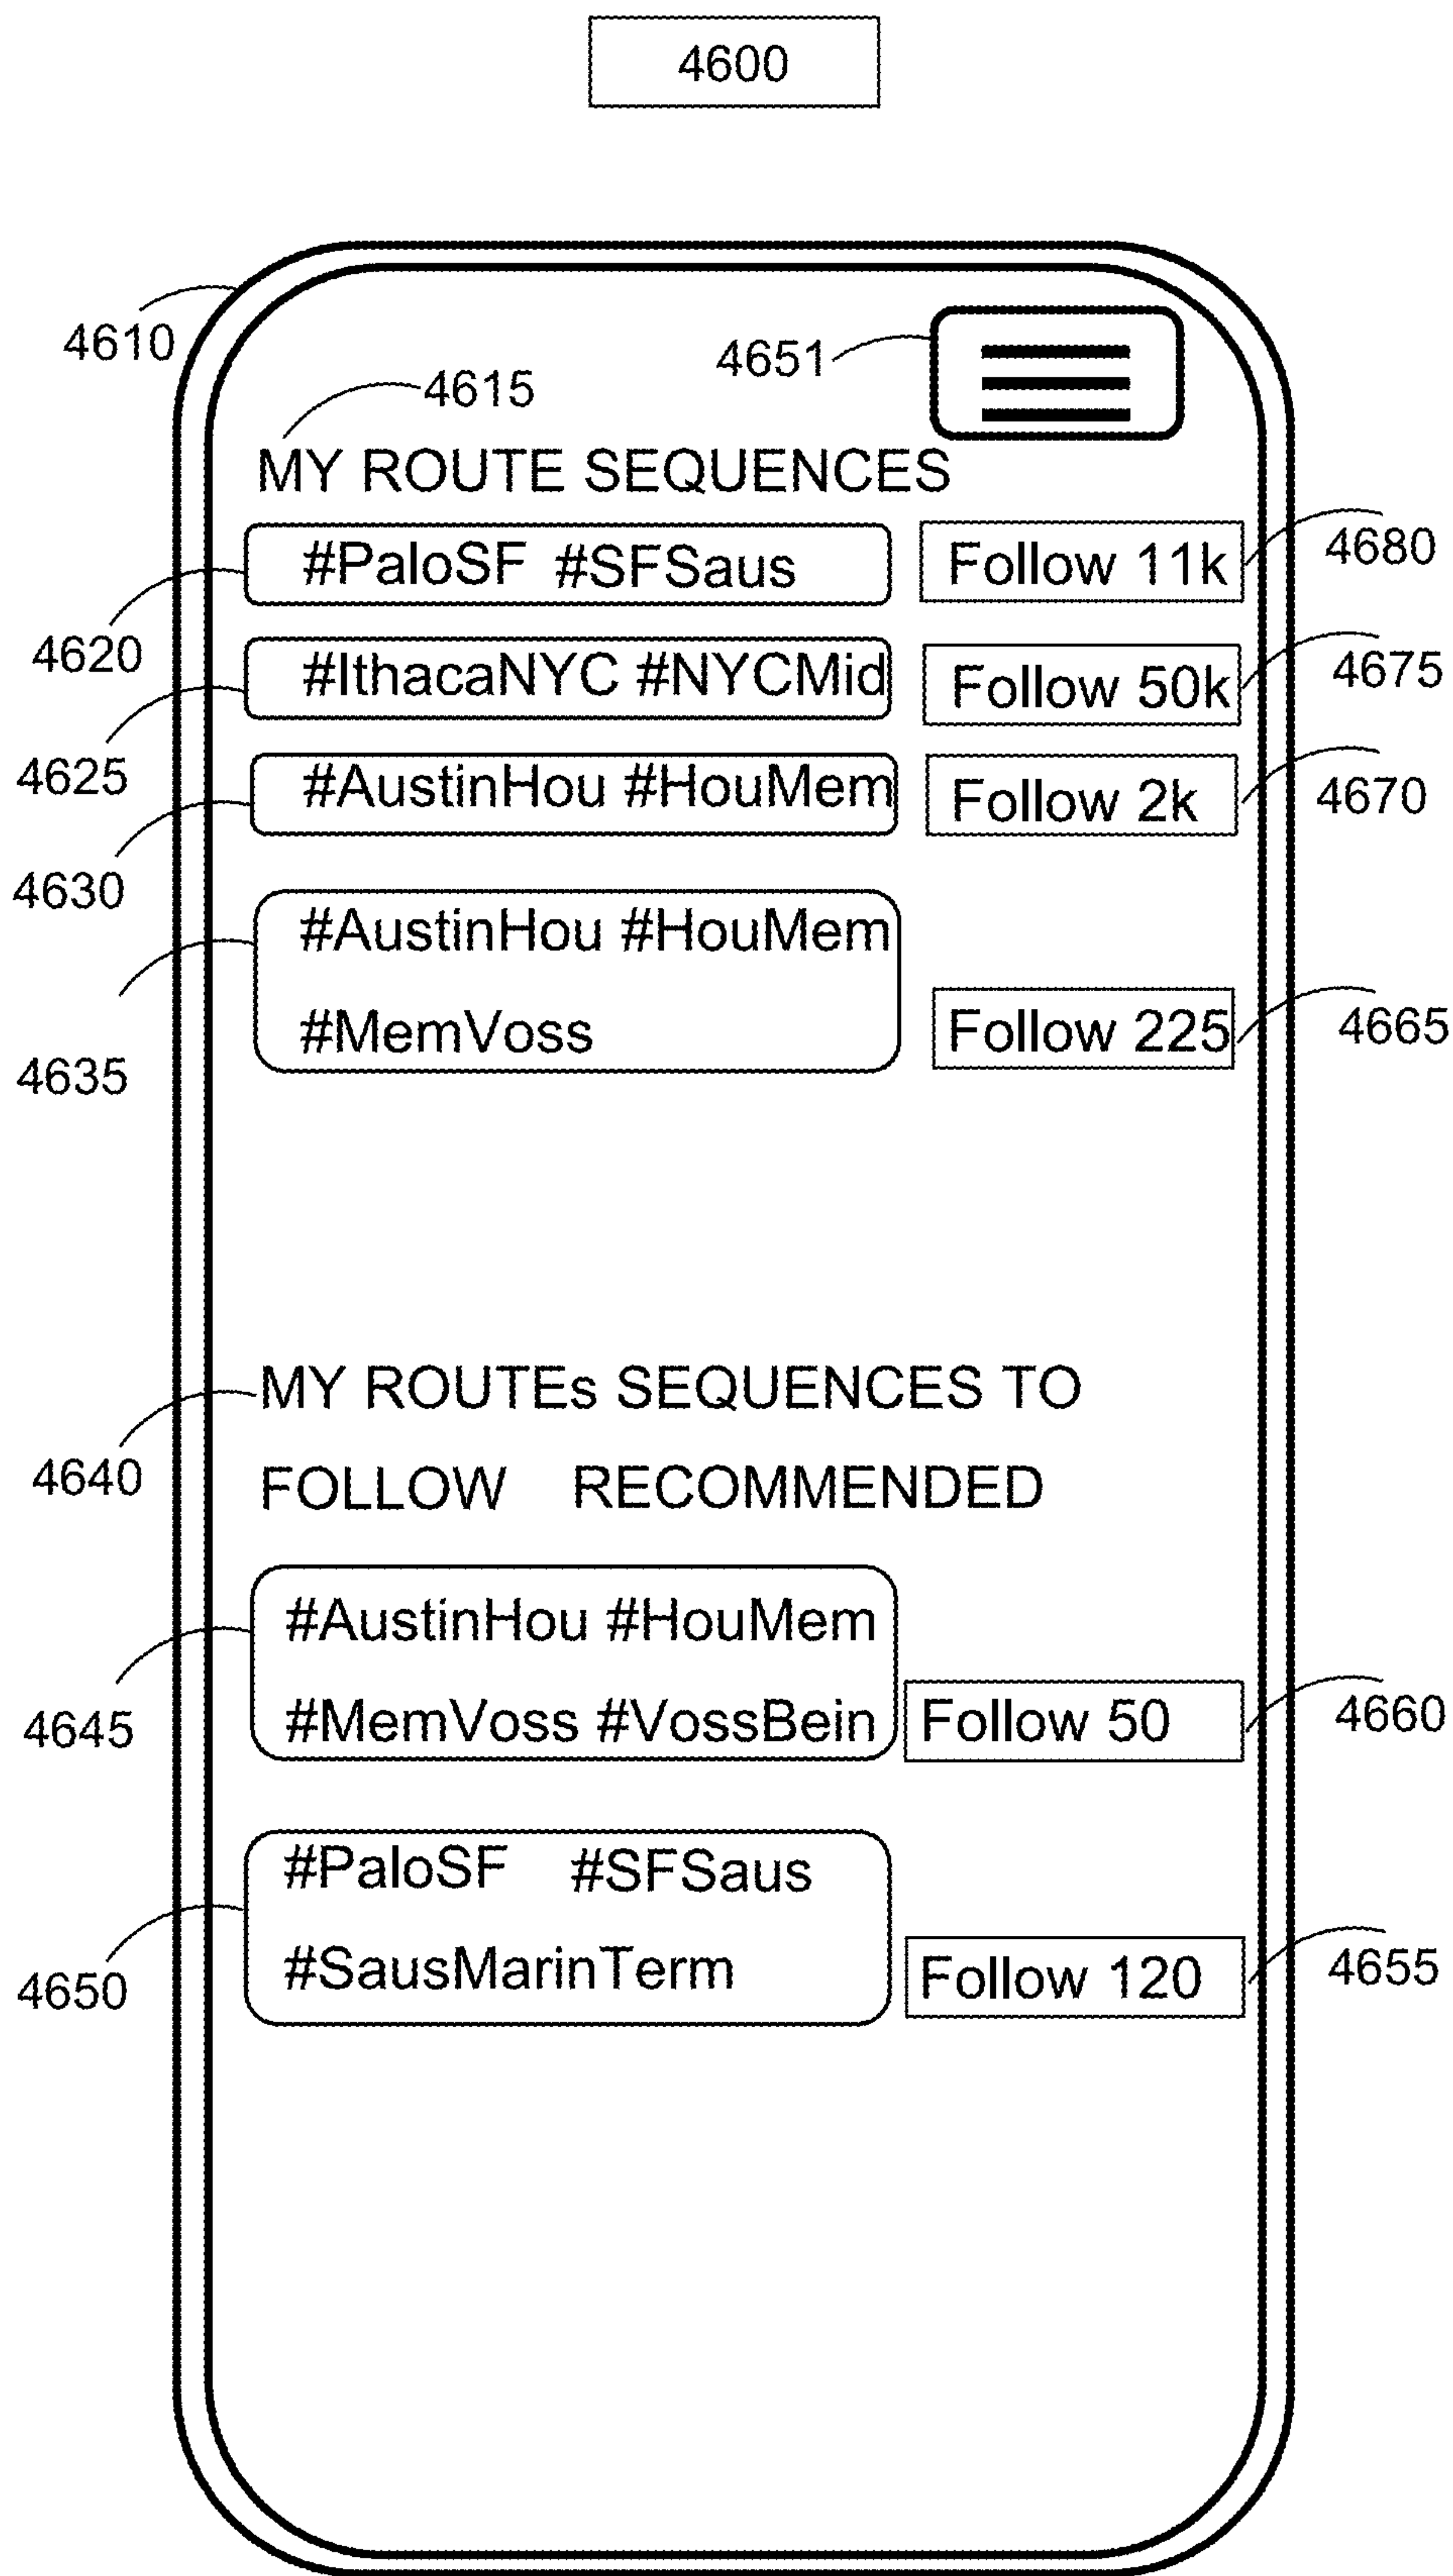 4600
4610
4651
4615
MY ROUTE SEQUENCES
#PaloSF #SFSaus Follow 11k 4680
4620
#IthacaNYC #NYCMid Follow 50k 4675
4625
#AustinHou #HouMem Follow 2k 4670
4630
#AustinHou #HouMem
#MemVoss Follow 225 4665
4635
MY ROUTEs SEQUENCES TO
4640
FOLLOW RECOMMENDED
#AustinHou #HouMem
#MemVoss #VossBein Follow 50 4660
4645
#PaloSF #SFSaus
#SausMarinTerm Follow 120 4655
4650